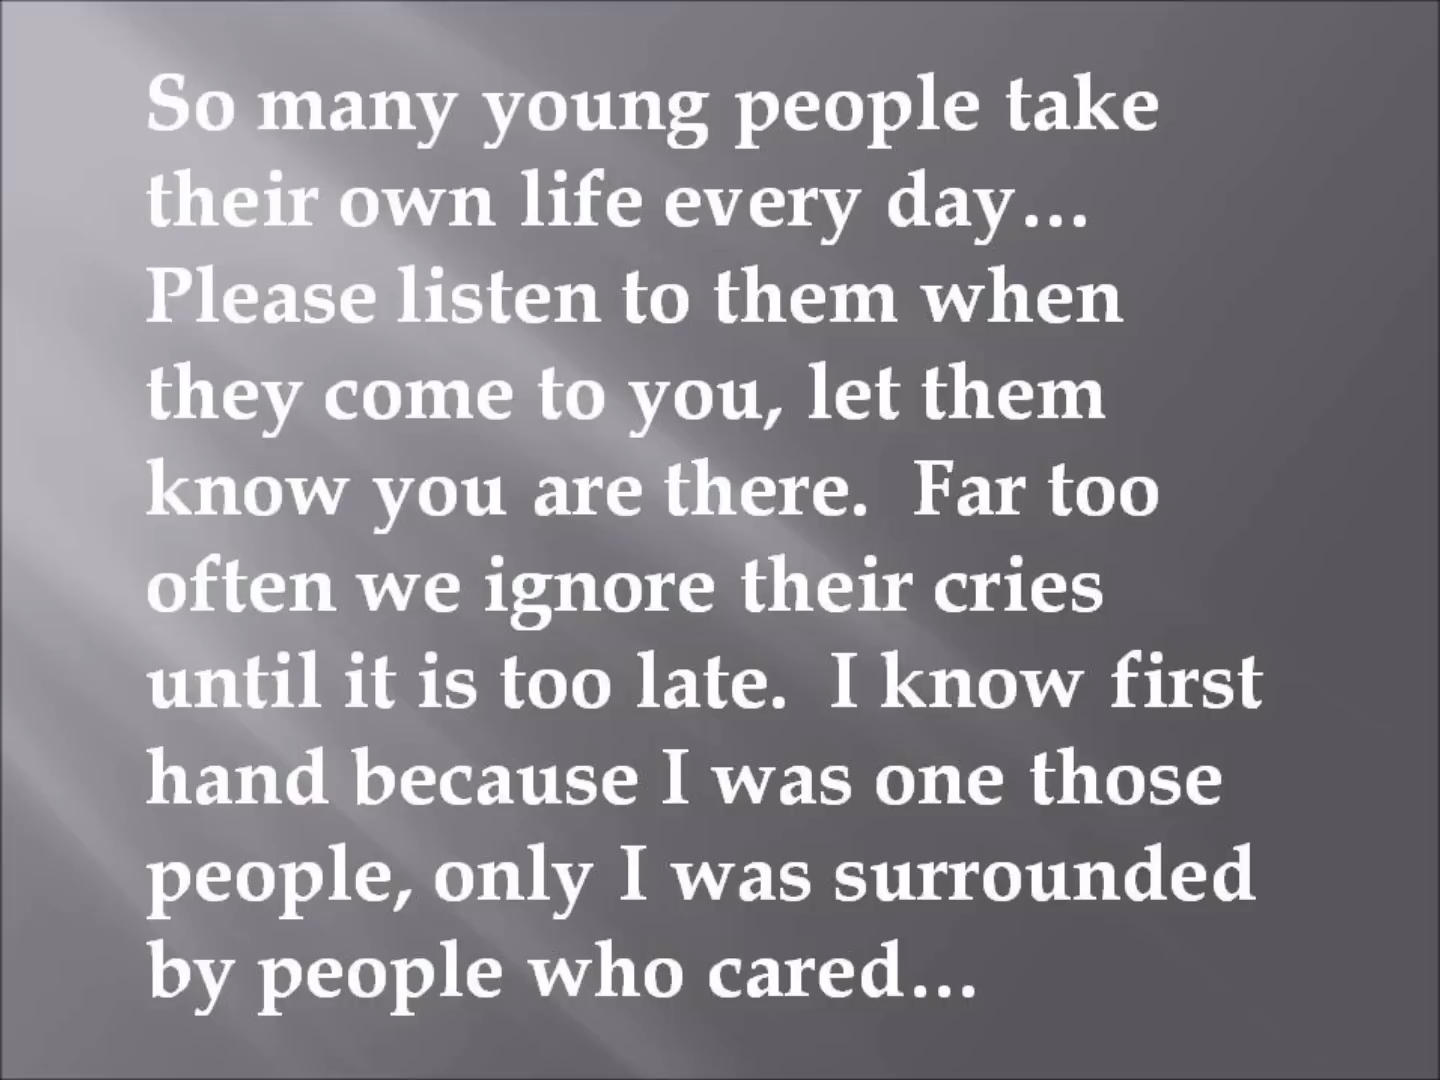 So many young people take
their own life every day…
Please listen to them when
they come to you, let them
know you are there.  Far too
often we ignore their cries
until it is too late.  I know first
hand because I was one those
people, only I was surrounded
by people who cared…